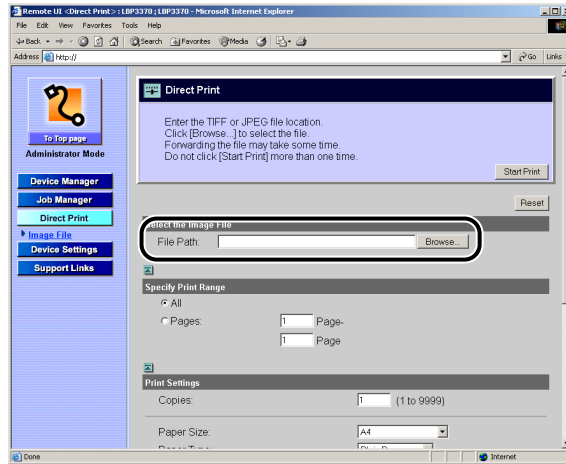 Remote UI <Direct Print> : LBP3370 ; LBP3370 - Microsoft Internet Explorer
File Edit View Favorites Tools Help
Back Search Favorites Media
Address http:// Go Links
To Top page
Administrator Mode
Device Manager
Job Manager
Direct Print
Image File
Device Settings
Support Links
Direct Print
Enter the TIFF or JPEG file location.
Click [Browse...] to select the file.
Forwarding the file may take some time.
Do not click [Start Print] more than one time.
Start Print
Reset
Select the Image File
File Path: Browse...
Specify Print Range
All
Pages: 1 Page-
1 Page
Print Settings
Copies: 1 (1 to 9999)
Paper Size: A4
Done Internet